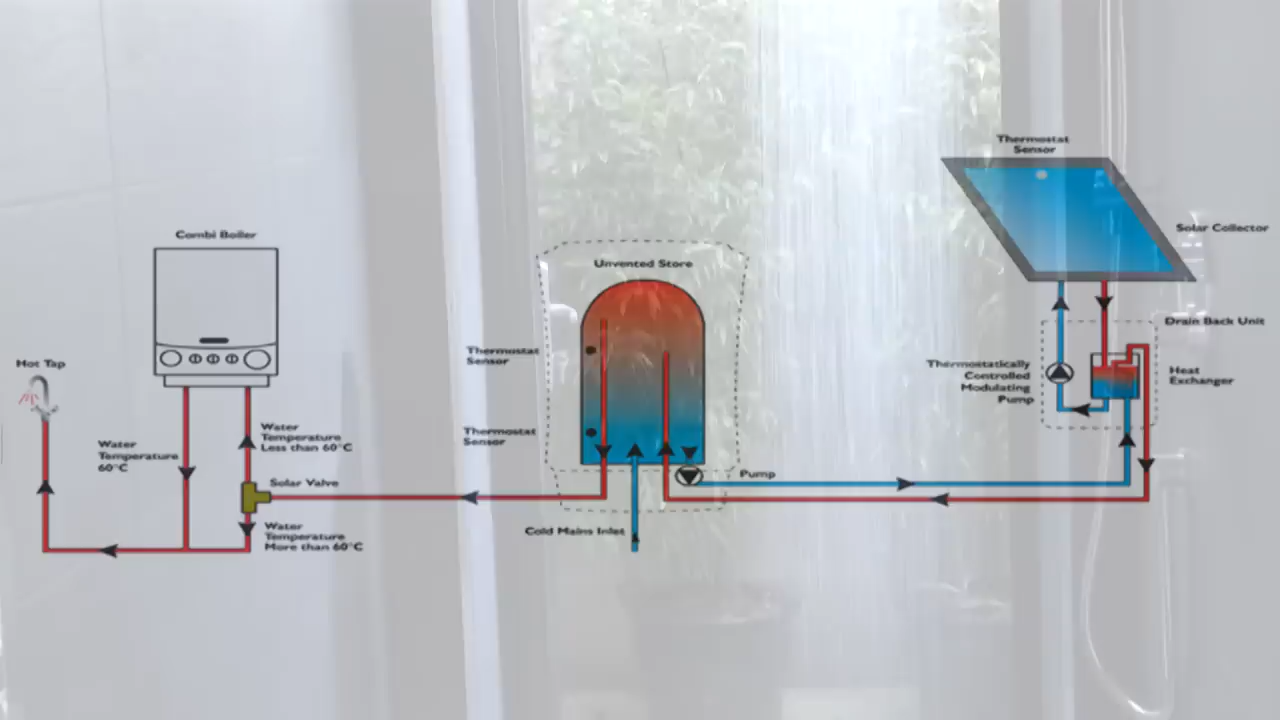 Thermostat
Sensor
Solar Collector
Combi Boiler
Unvented Store
Drain Back Unit
Thermostat
Sensor
Hot Tap
Thermostatically
Controlled
Modulating
Pump
Heat
Exchanger
Water
Temperature
Less than 60°C
Water
Temperature
60°C
Thermostat
Sensor
Pump
Solar Valve
Water
Temperature
More than 60°C
Cold Mains Inlet